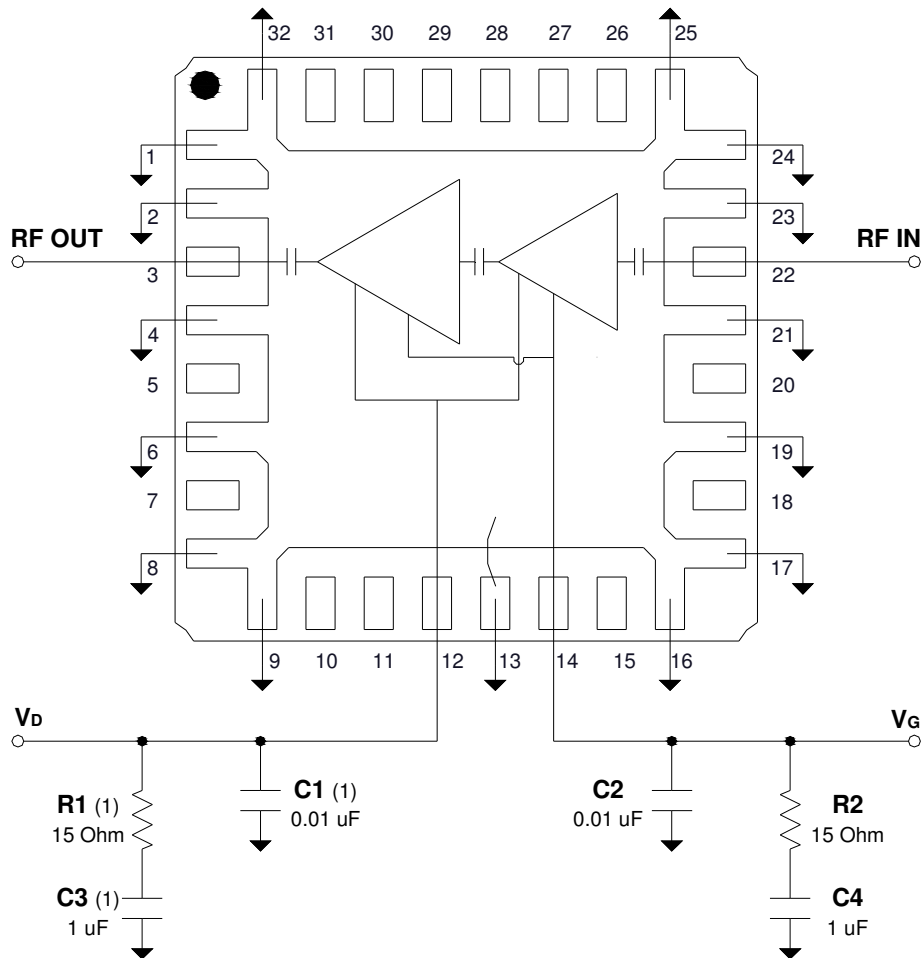 32 31 30 29 28 27 26 25
1 24
2 23
RF OUT RF IN
3 22
4 21
5 20
6 19
7 18
8 17
9 10 11 12 13 14 15 16
VD VG
R1 (1) C1 (1) C2 R2
15 Ohm 0.01 uF 0.01 uF 15 Ohm
C3 (1) C4
1 uF 1 uF